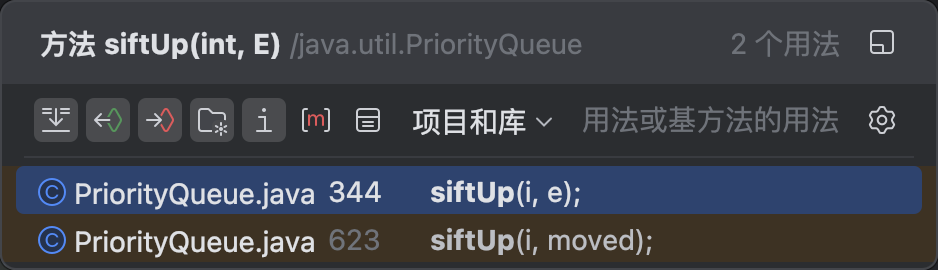 方法 siftUp(int, E) /java.util.PriorityQueue 2 个用法
i [m] 项目和库 用法或基方法的用法
C PriorityQueue.java 344 siftUp(i, e);
C PriorityQueue.java 623 siftUp(i, moved);